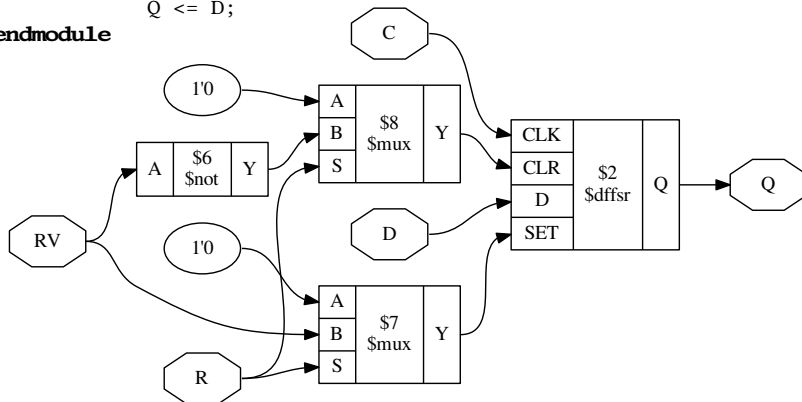 Q <= D;
endmodule
C
1'0
A
B
S
$8
$mux
Y
A
$6
$not
Y
CLK
CLR
D
SET
$2
$dffsr
Q
Q
RV
1'0
D
A
B
S
$7
$mux
Y
R